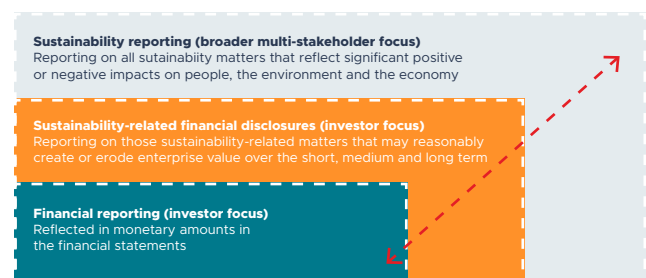 Sustainability reporting (broader multi-stakeholder focus)
Reporting on all sutainabiity matters that reflect significant positive
or negative impacts on people, the environment and the economy
Sustainability-related financial disclosures (investor focus)
Reporting on those sustainability-related matters that may reasonably
create or erode enterprise value over the short, medium and long term
Financial reporting (investor focus)
Reflected in monetary amounts in
the financial statements